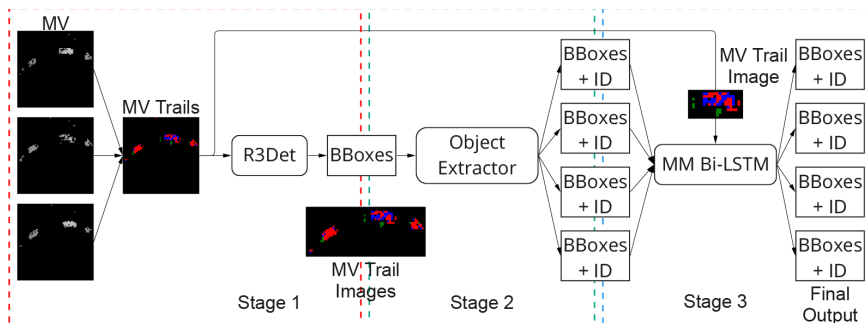 MV
MV Trails
R3Det
BBoxes
MV Trail
Images
Stage 1
Object
Extractor
Stage 2
BBoxes
+ ID
BBoxes
+ ID
BBoxes
+ ID
BBoxes
+ ID
MV Trail
Image
MM Bi-LSTM
Stage 3
BBoxes
+ ID
BBoxes
+ ID
BBoxes
+ ID
BBoxes
+ ID
Final
Output